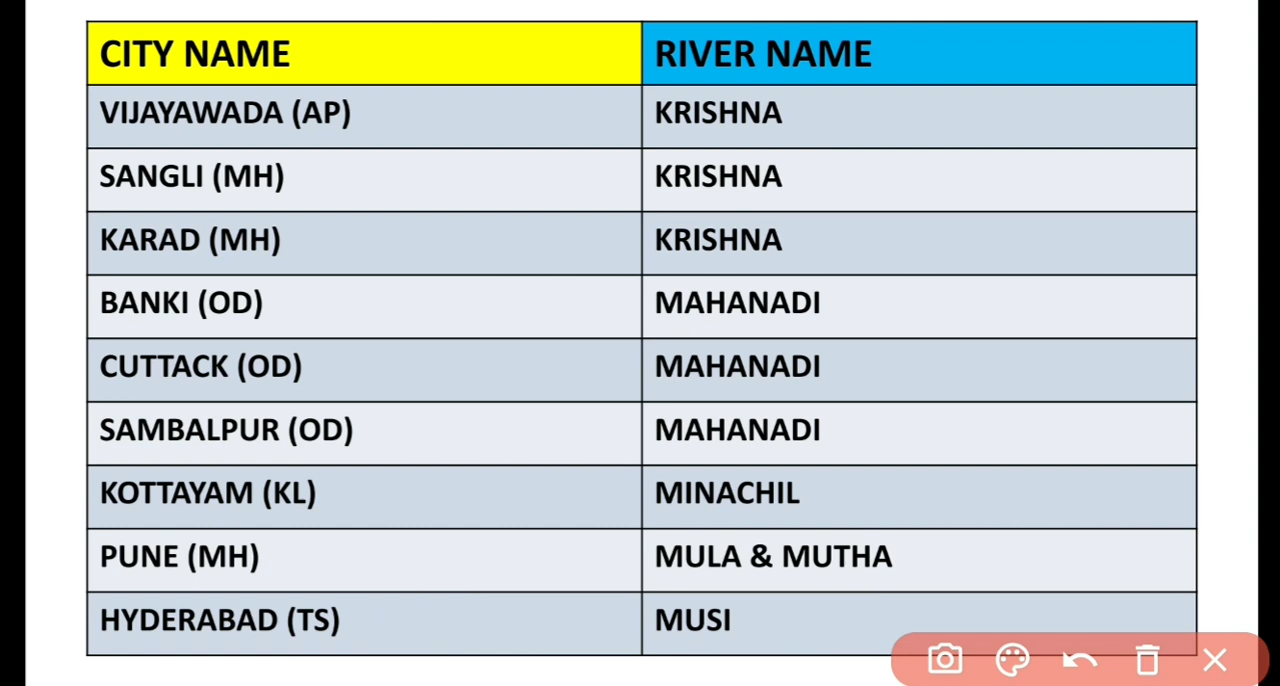 CITY NAME RIVER NAME
VIJAYAWADA (AP) KRISHNA
SANGLI (MH) KRISHNA
KARAD (MH) KRISHNA
BANKI (OD) MAHANADI
CUTTACK (OD) MAHANADI
SAMBALPUR (OD) MAHANADI
KOTTAYAM (KL) MINACHIL
PUNE (MH) MULA & MUTHA
HYDERABAD (TS) MUSI